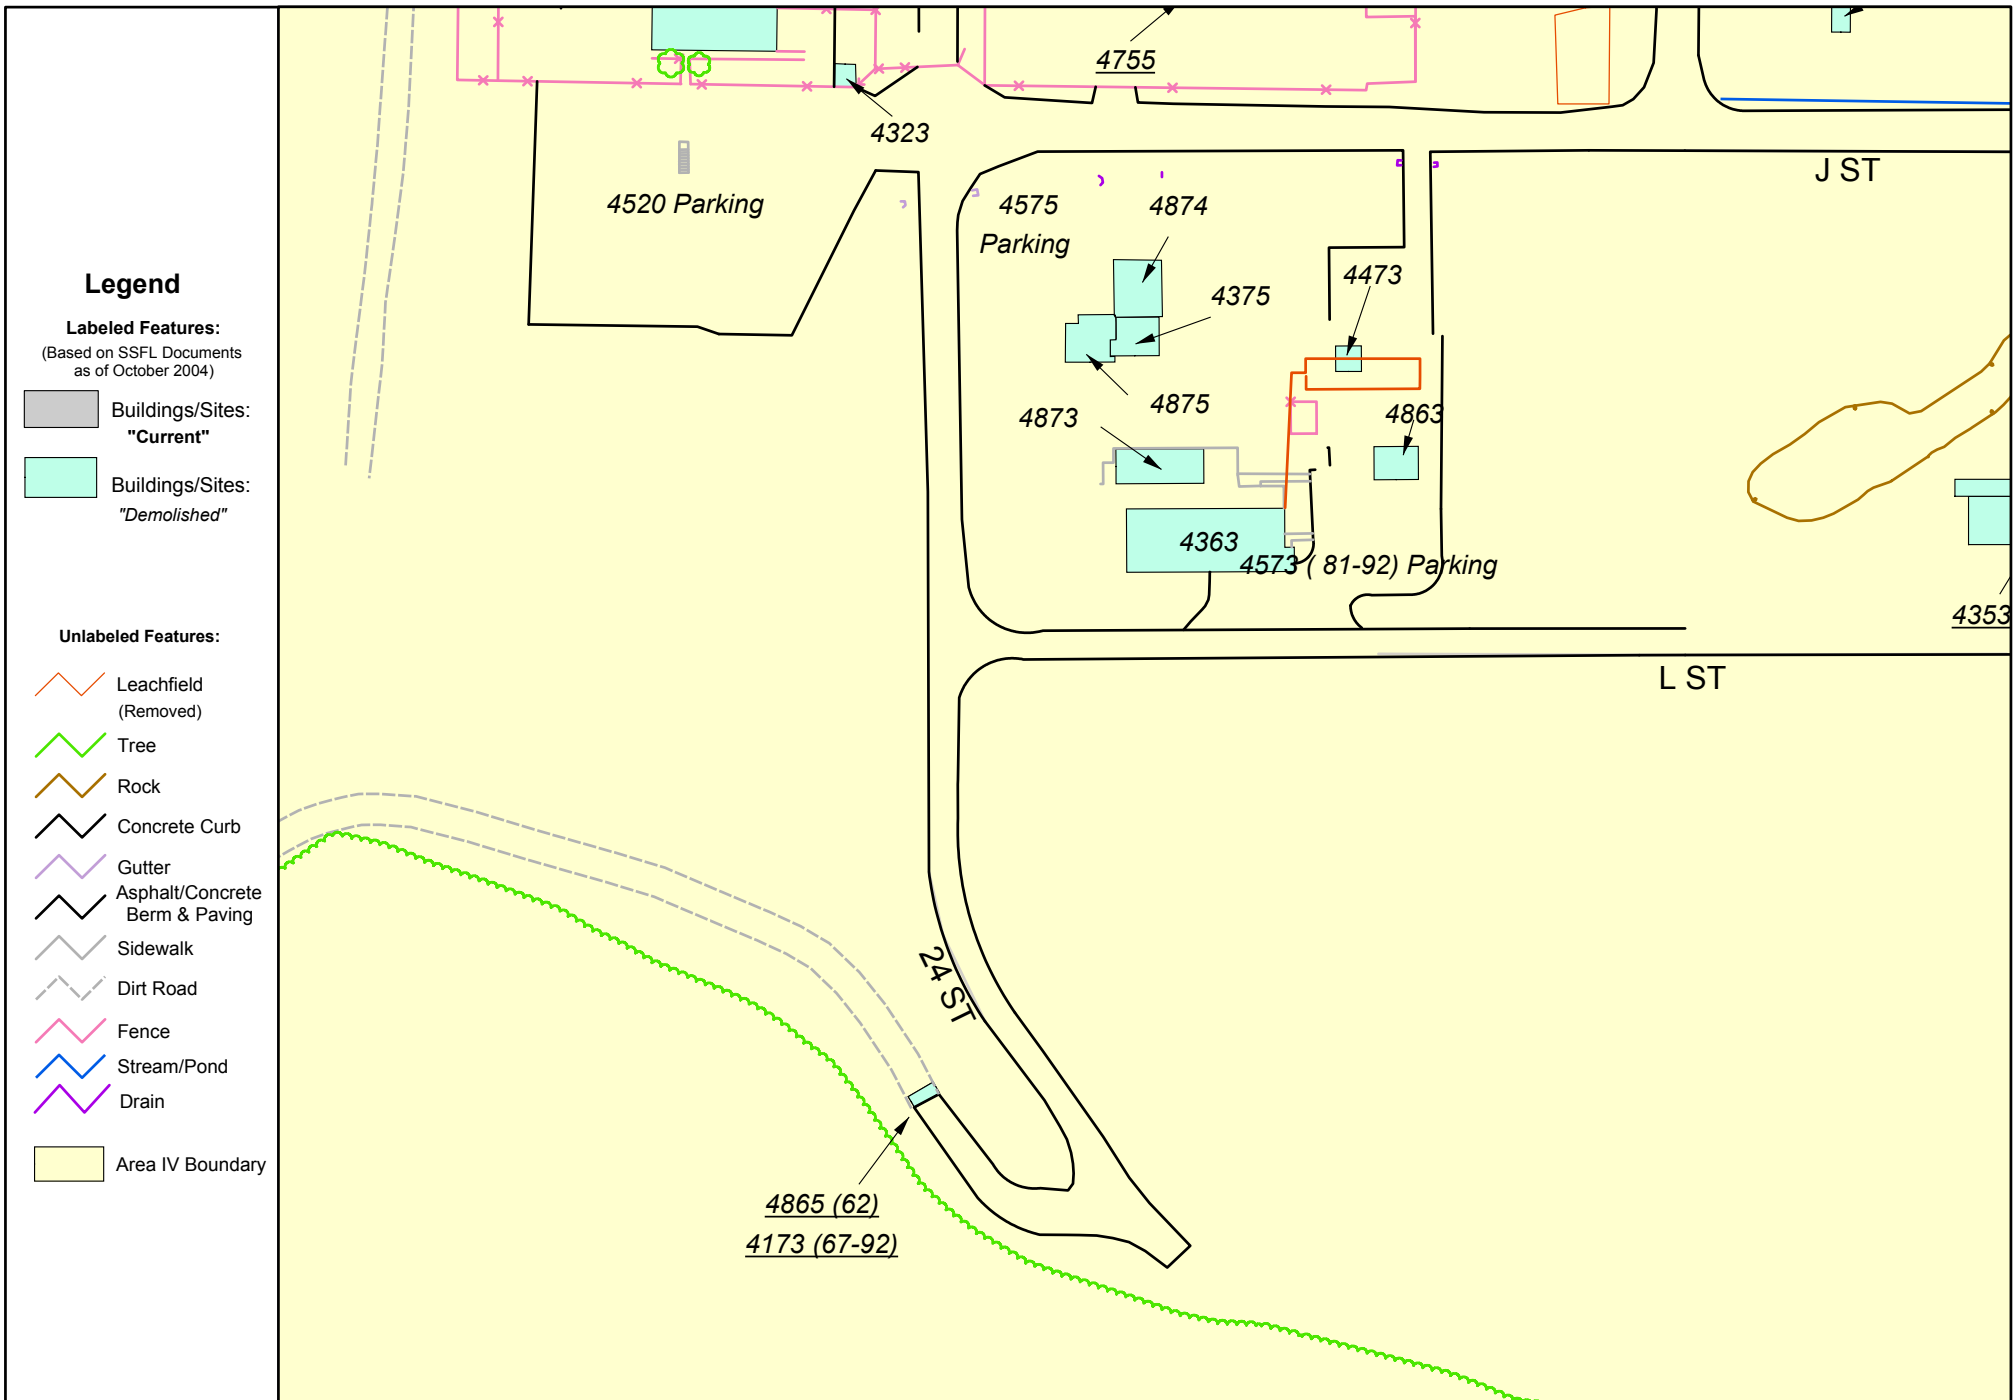 Legend
Labeled Features:
(Based on SSFL Documents
as of October 2004)
Buildings/Sites:
"Current"
Buildings/Sites:
"Demolished"
Unlabeled Features:
Leachfield
(Removed)
Tree
Rock
Concrete Curb
Gutter
Asphalt/Concrete
Berm & Paving
Sidewalk
Dirt Road
Fence
Stream/Pond
Drain
Area IV Boundary
4755
4323
J ST
4520 Parking
4575
Parking
4874
4473
4375
4873
4875
4863
4363
4573 ( 81-92) Parking
4353
L ST
24 ST
4865 (62)
4173 (67-92)